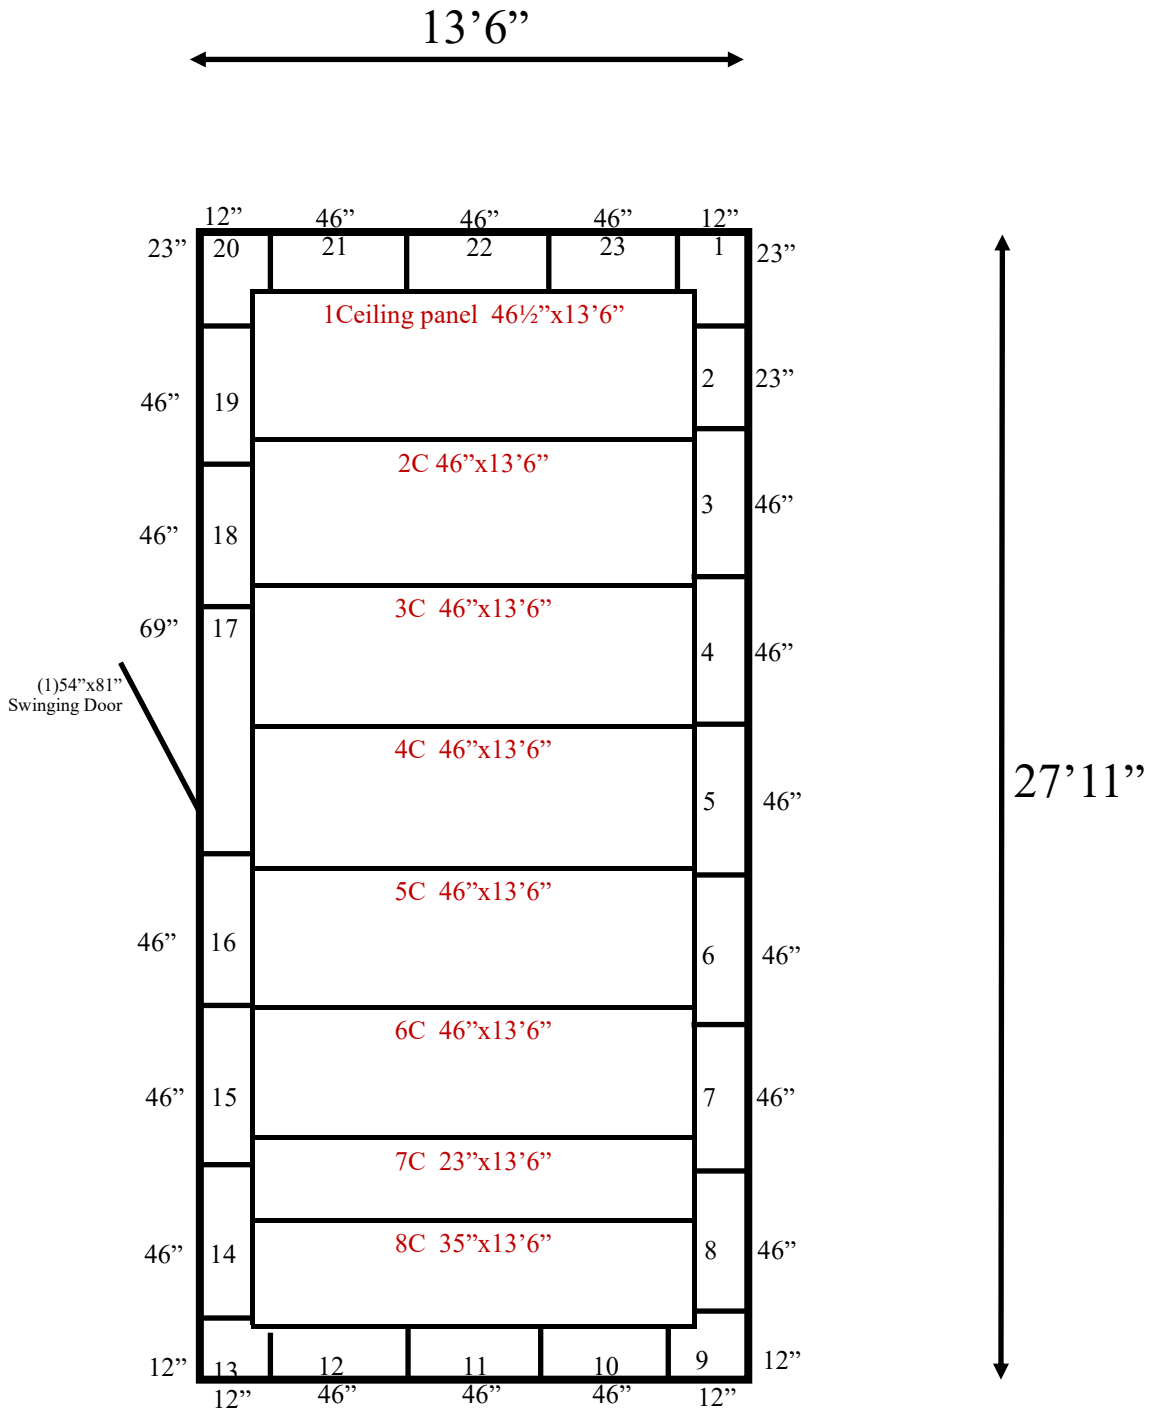 13’6”
12” 46” 46” 46” 12”
23” 20 21 22 23 1 23”
1Ceiling panel 46½”x13’6”
2 23”
46” 19
2C 46”x13’6”
3 46”
46” 18
3C 46”x13’6”
69” 17
4 46”
(1)54”x81”
Swinging Door
4C 46”x13’6”
27’11”
5 46”
5C 46”x13’6”
46” 16
6 46”
6C 46”x13’6”
46” 15
7 46”
7C 23”x13’6”
8C 35”x13’6”
46” 14
8 46”
12” 13 12 11 10 9 12”
12” 46” 46” 46” 12”